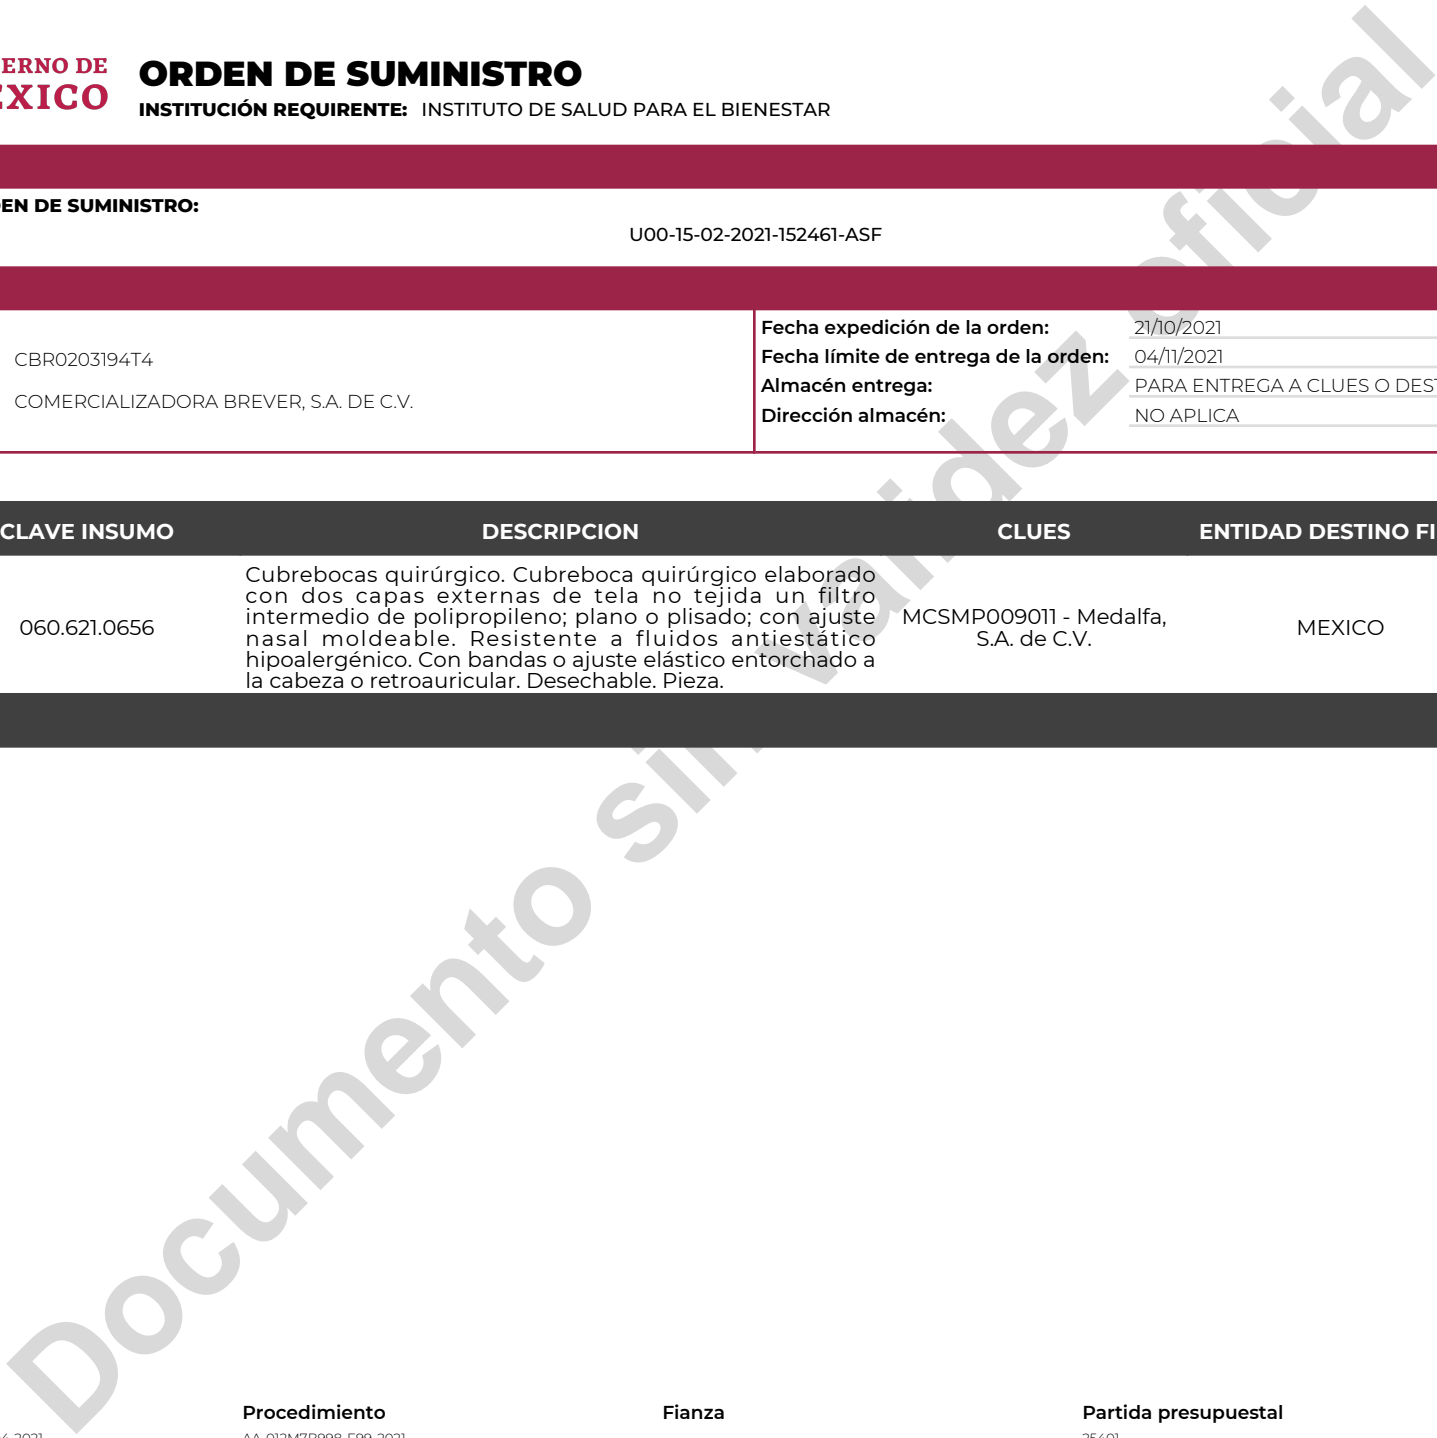 ERNO DE
ORDEN DE SUMINISTRO
INSTITUCIÓN REQUIRENTE: INSTITUTO DE SALUD PARA EL BIENESTAR
EN DE SUMINISTRO:
U00-15-02-2021-152461-ASF
CBR0203194T4
COMERCIALIZADORA BREVER, S.A. DE C.V.
Fecha expedición de la orden: 21/10/2021
Fecha límite de entrega de la orden: 04/11/2021
Almacén entrega: PARA ENTREGA A CLUES O DEST
Dirección almacén: NO APLICA
CLAVE INSUMO DESCRIPCION CLUES ENTIDAD DESTINO FI
060.621.0656
Cubrebocas quirúrgico. Cubreboca quirúrgico elaborado
con dos capas externas de tela no tejida un filtro
intermedio de polipropileno; plano o plisado; con ajuste
nasal moldeable. Resistente a fluidos antiestático
hipoalergénico. Con bandas o ajuste elástico entorchado a
la cabeza o retroauricular. Desechable. Pieza.
MCSMP009011 - Medalfa,
S.A. de C.V.
MEXICO
Documento sin validez oficial
Procedimiento Fianza Partida presupuestal